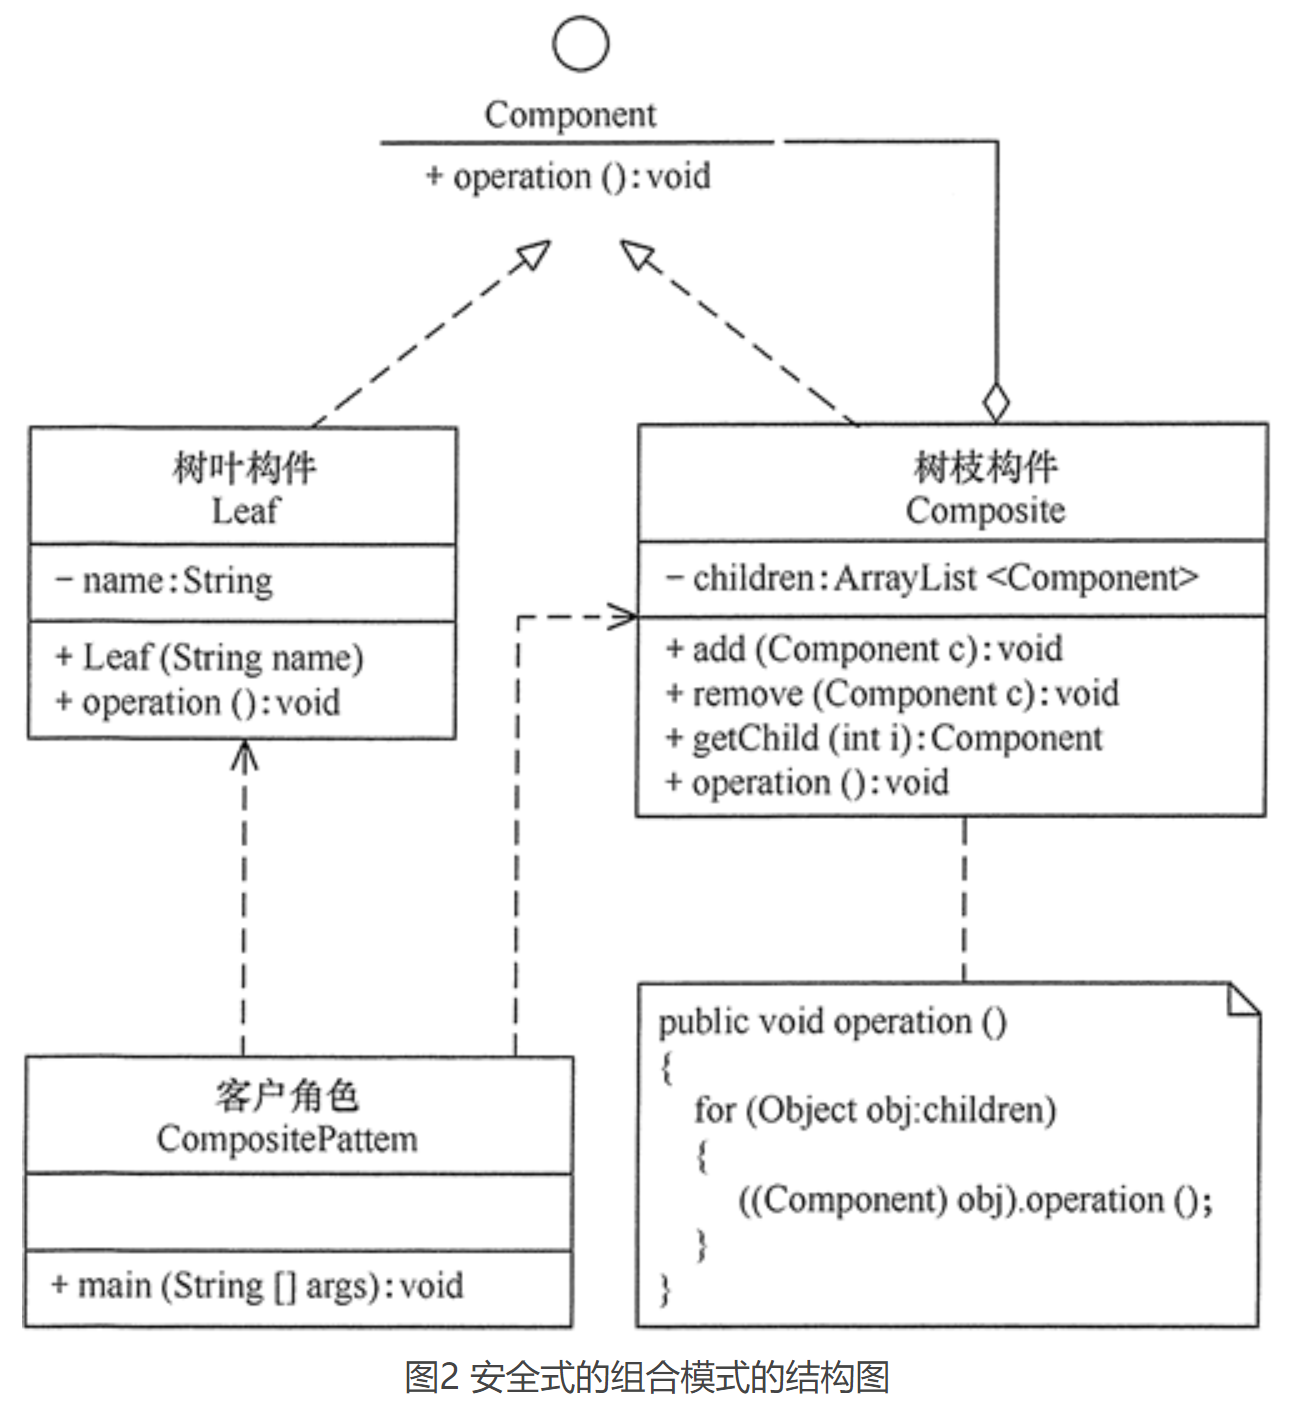 Component
+ operation ():void
树叶构件
Leaf
− name:String
+ Leaf (String name)
+ operation ():void
树枝构件
Composite
− children:ArrayList <Component>
+ add (Component c):void
+ remove (Component c):void
+ getChild (int i):Component
+ operation ():void
客户角色
CompositePattem
+ main (String [] args):void
public void operation ()
{
for (Object obj:children)
{
((Component) obj).operation ();
}
}
图2 安全式的组合模式的结构图